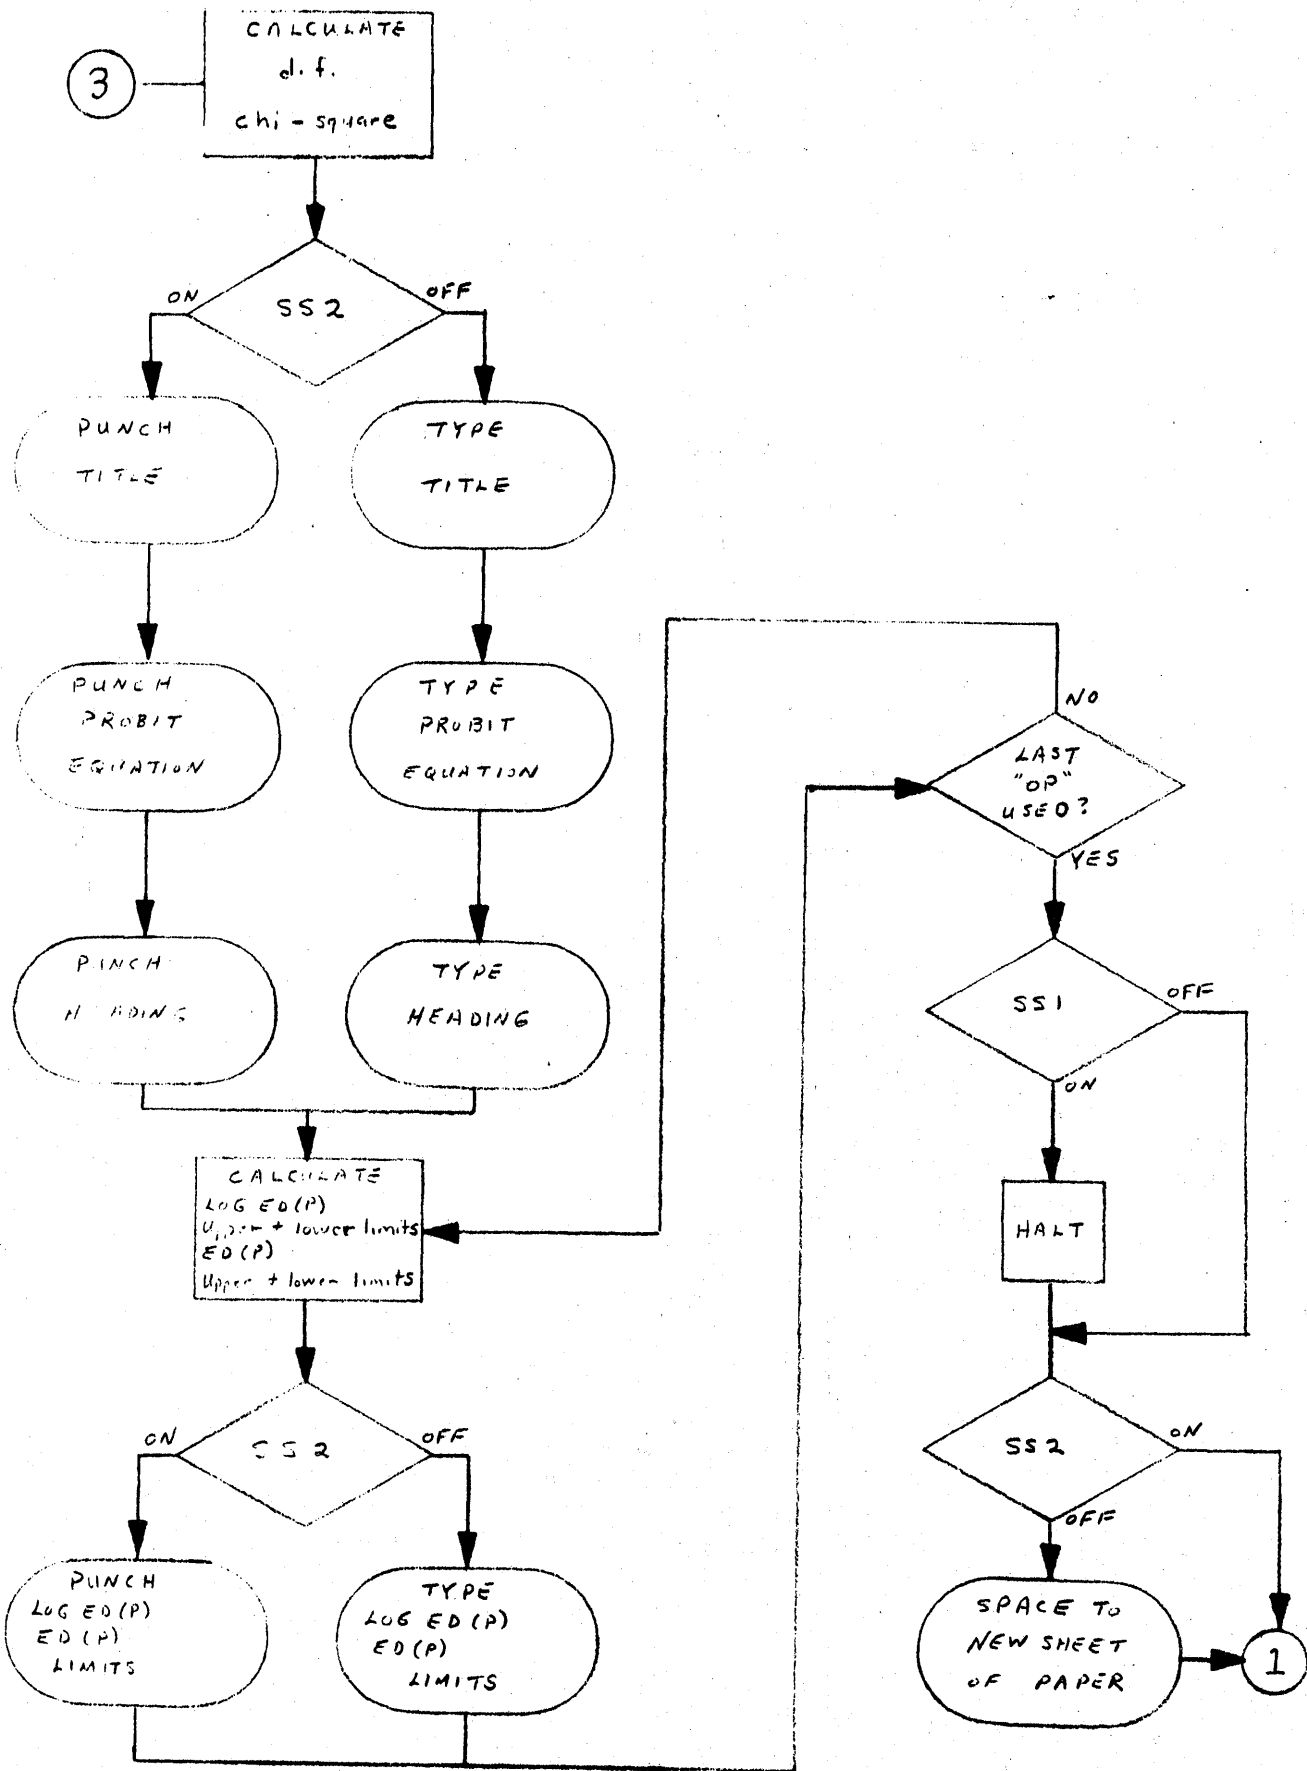 CALCULATE
d.f.
chi-square
3
SS2
ON
OFF
PUNCH
TITLE
TYPE
TITLE
PUNCH
PROBIT
EQUATION
TYPE
PROBIT
EQUATION
PUNCH
HEADING
TYPE
HEADING
CALCULATE
LOG ED(P)
Upper + lower limits
ED(P)
Upper + lower limits
SS2
ON
OFF
PUNCH
LOG ED(P)
ED(P)
LIMITS
TYPE
LOG ED(P)
ED(P)
LIMITS
NO
LAST
"OP"
USED?
YES
SS1
OFF
ON
HALT
SS2
ON
OFF
SPACE TO
NEW SHEET
OF PAPER
1